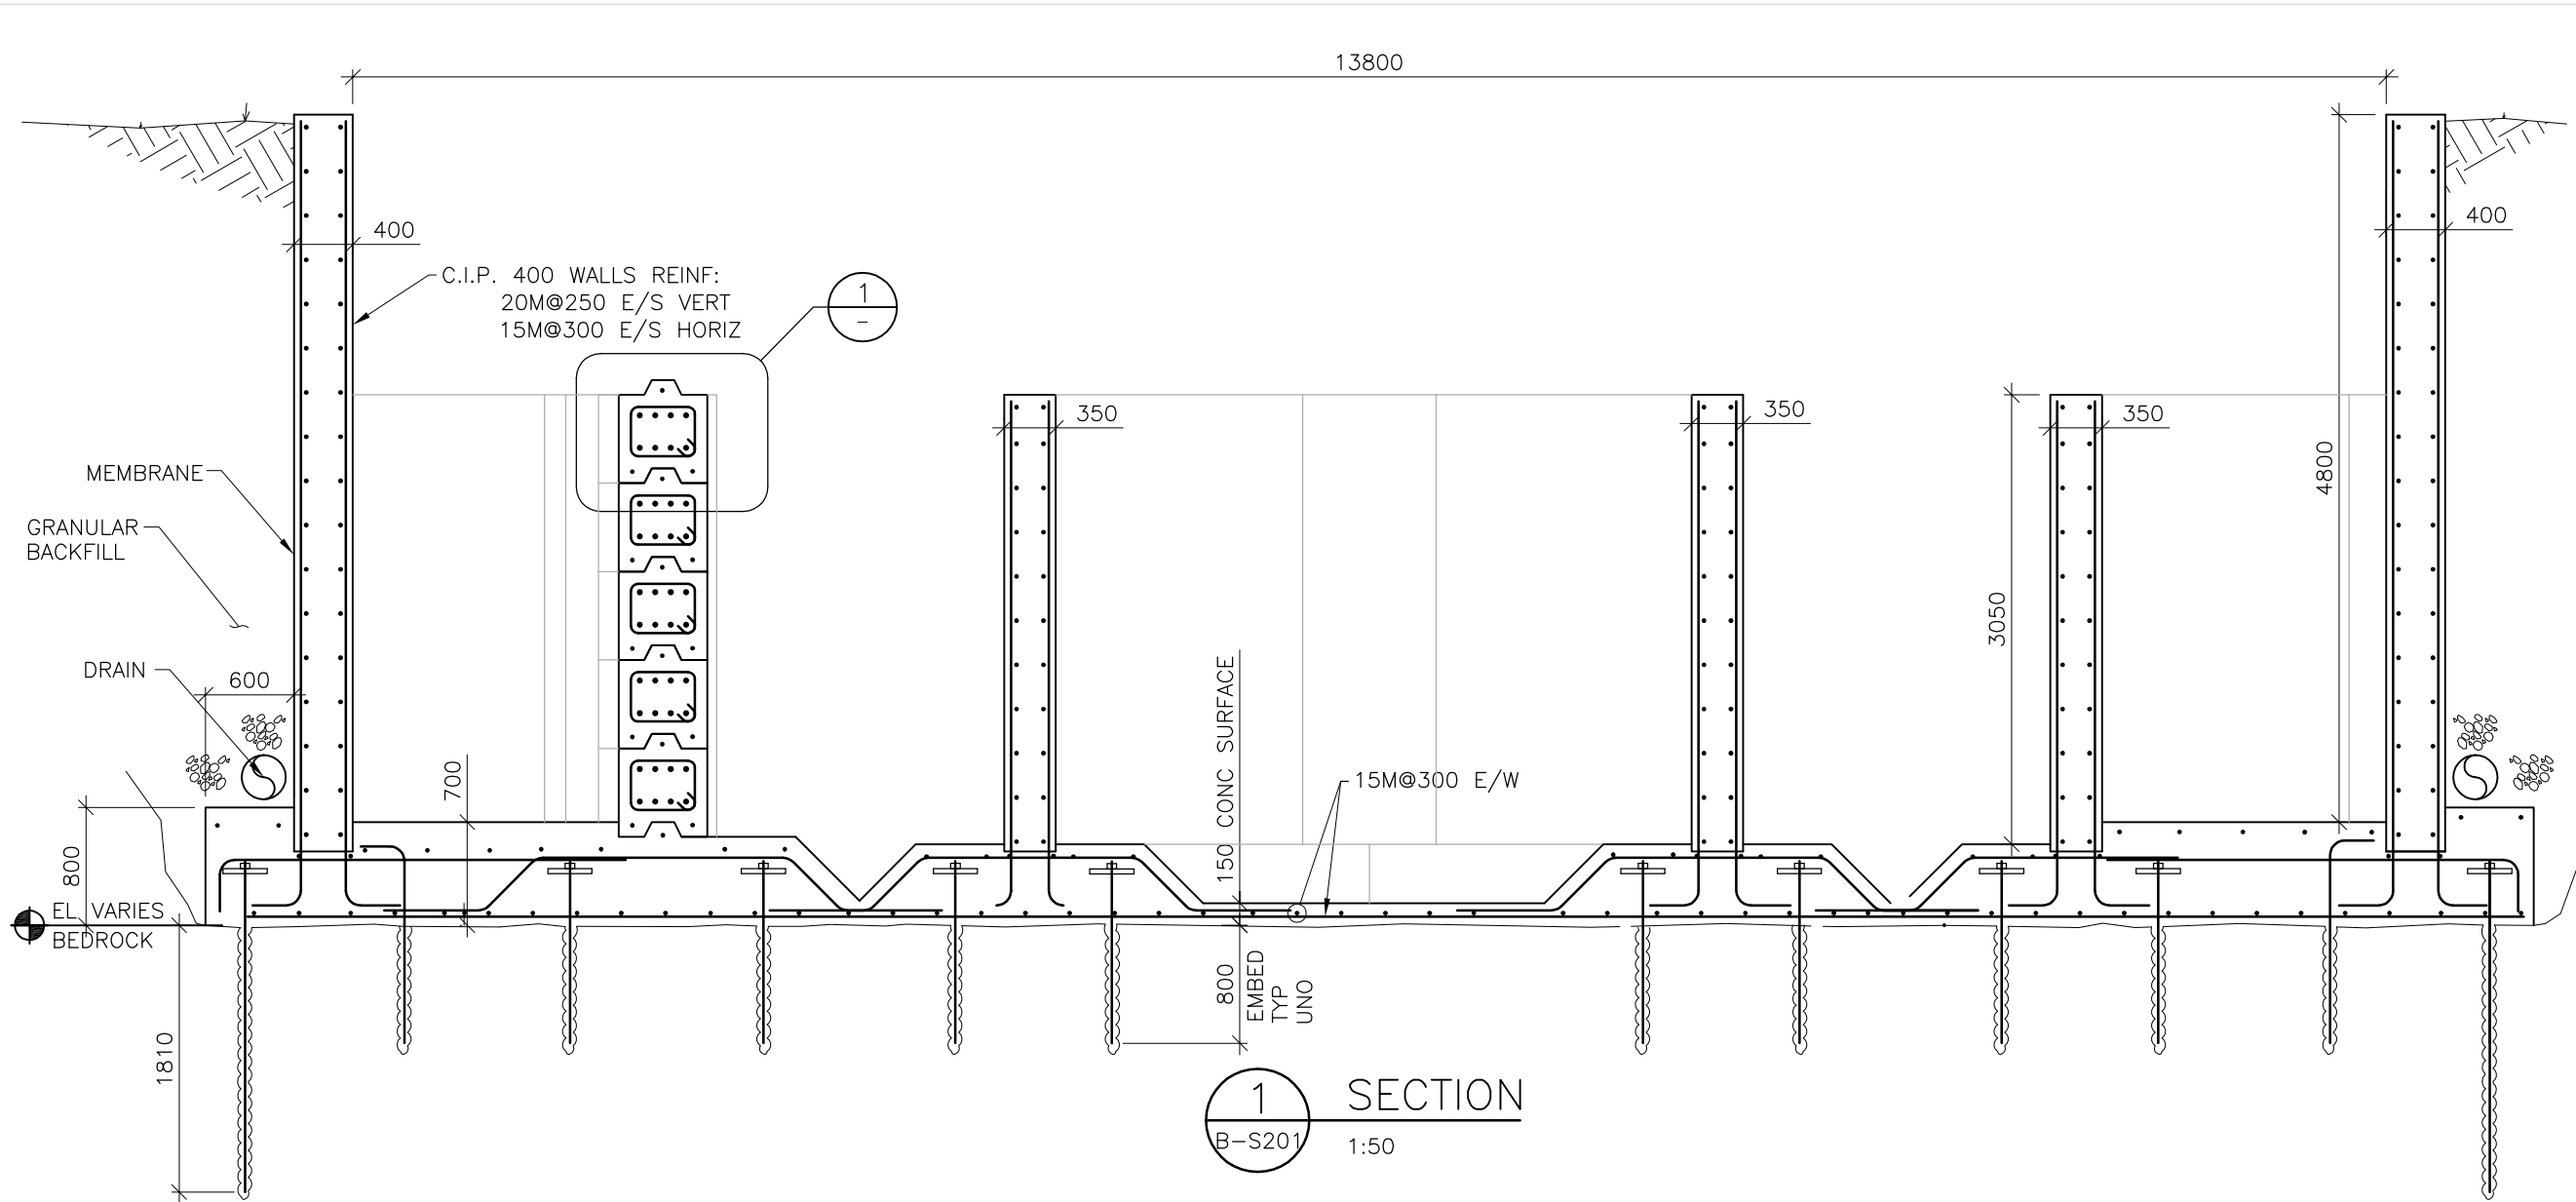 13800
400
400
C.I.P. 400 WALLS REINF:
20M@250 E/S VERT
15M@300 E/S HORIZ
1
–
350
350
350
4800
MEMBRANE
GRANULAR
BACKFILL
3050
DRAIN
600
700
150 CONC SURFACE
15M@300 E/W
800
EL VARIES
BEDROCK
800
EMBED
TYP
UNO
1810
1
B-S201
SECTION
1:50